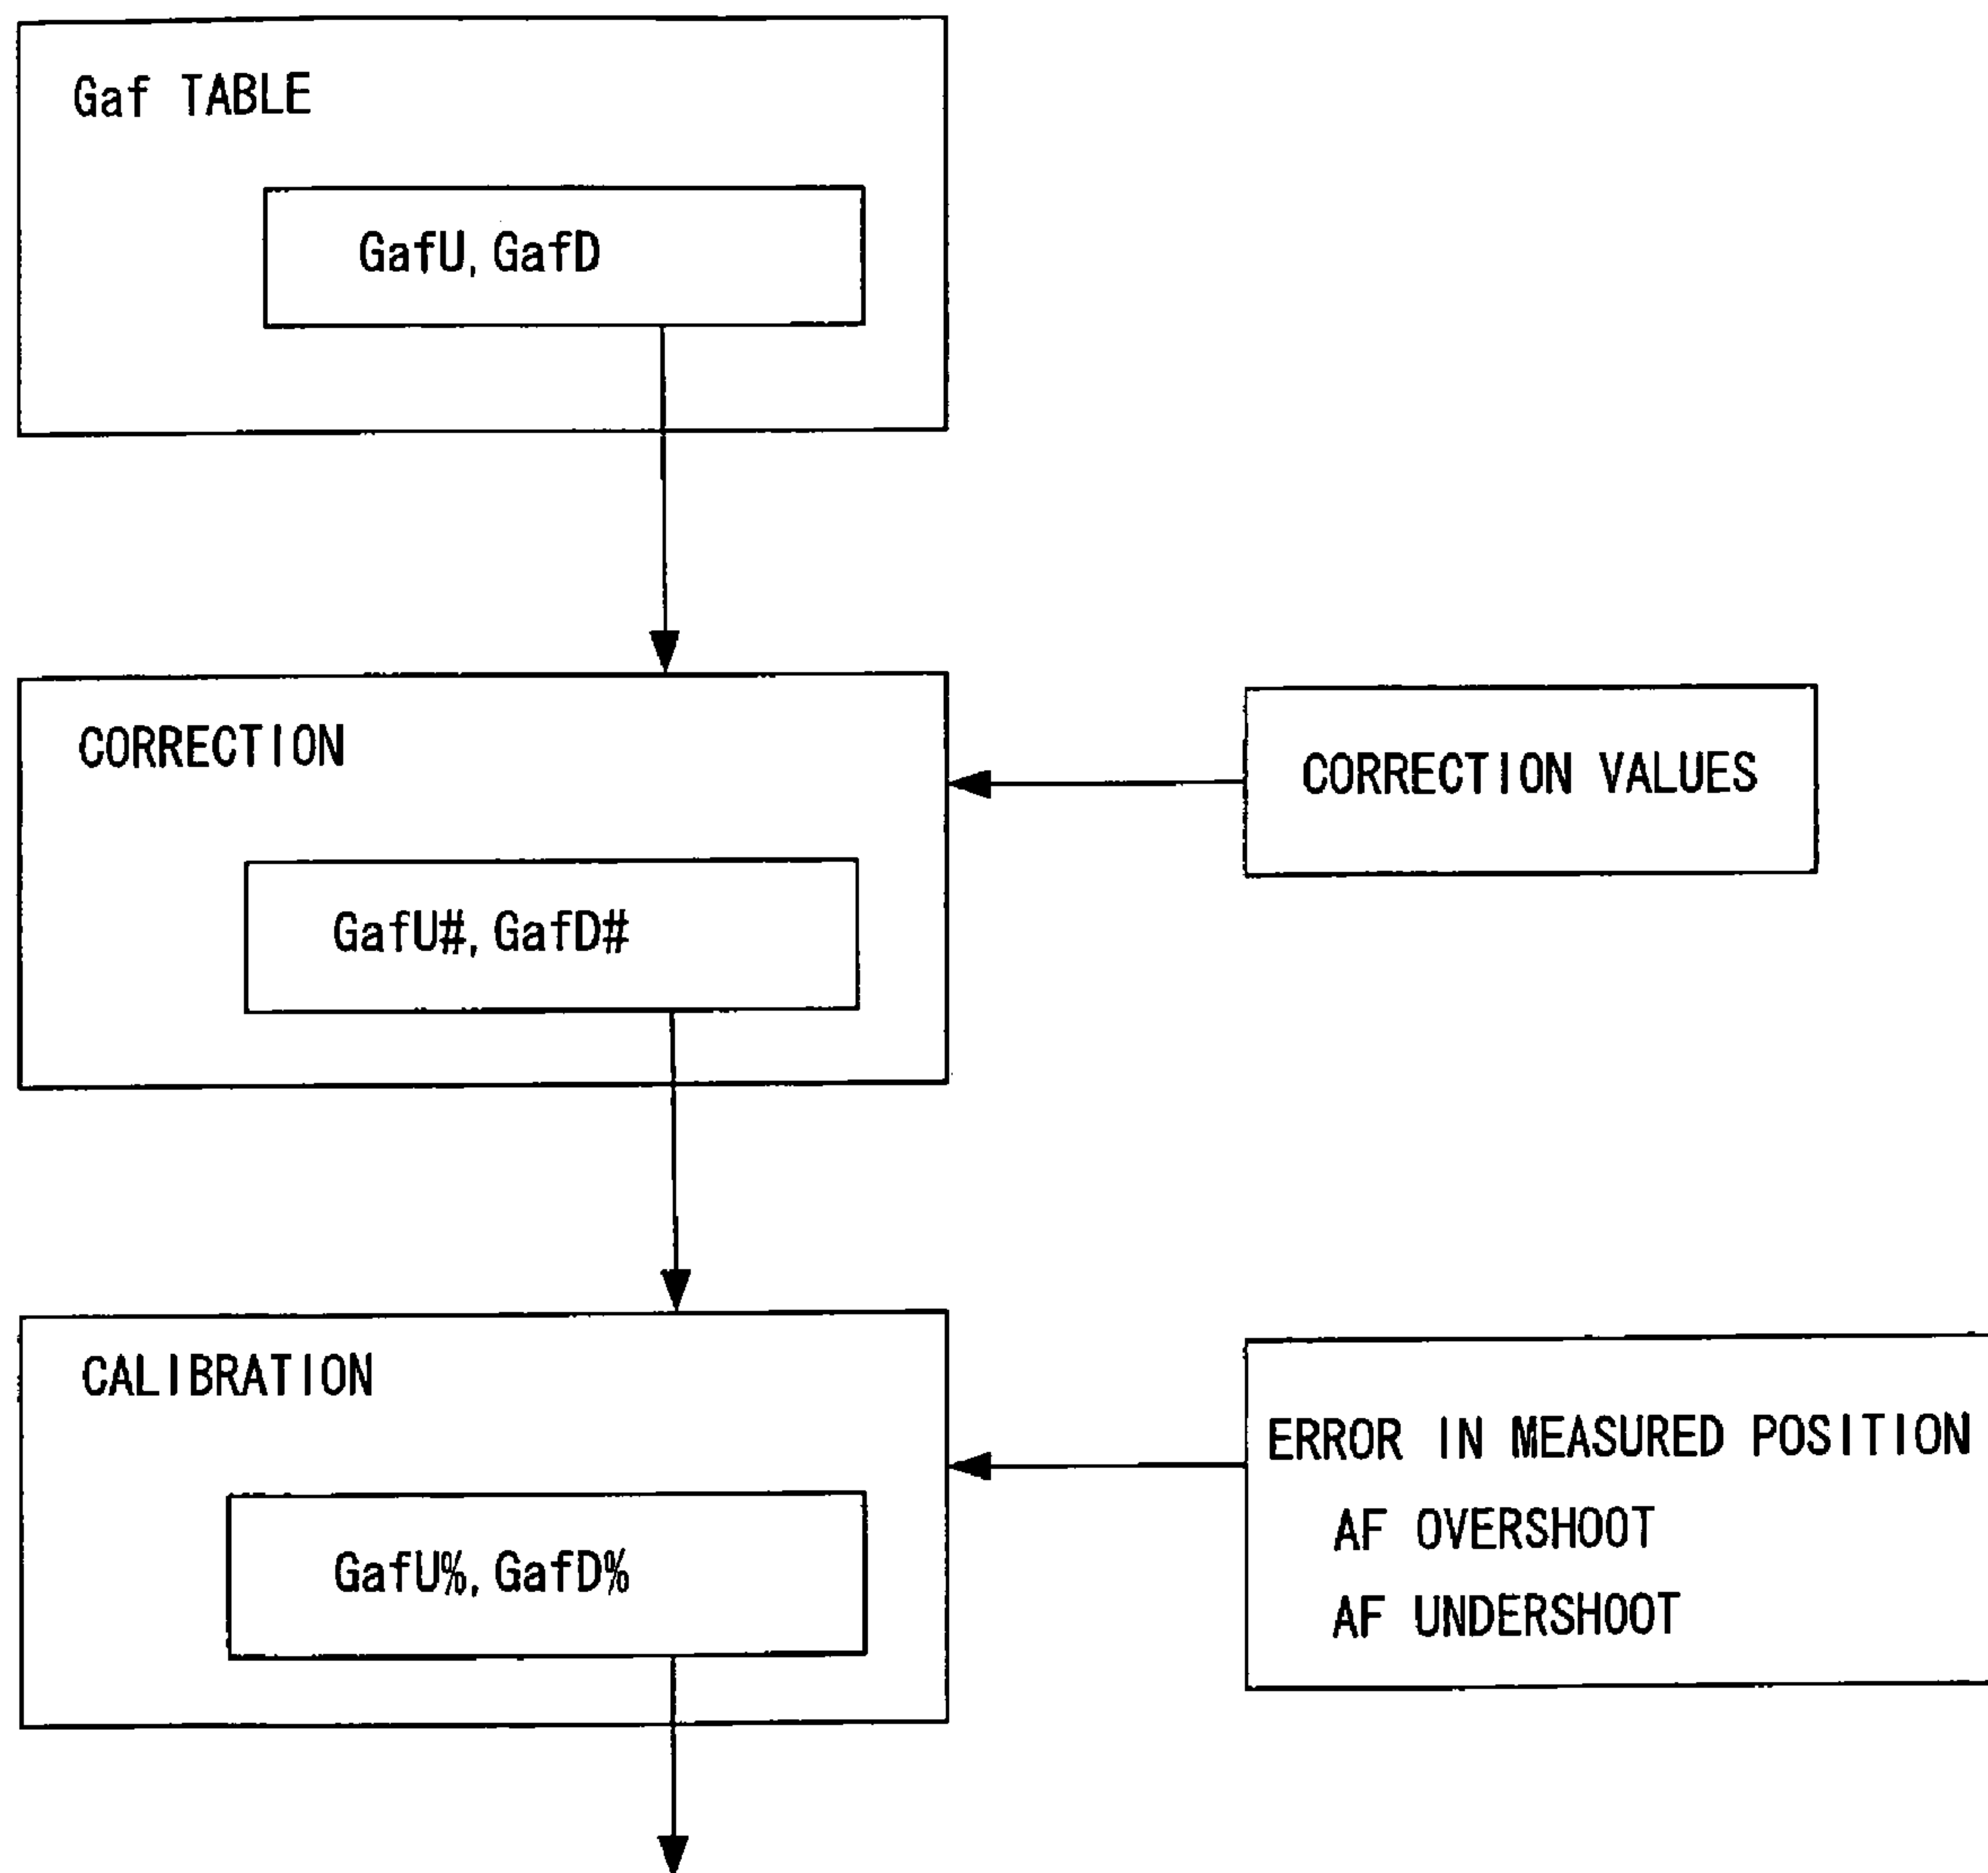 Gaf TABLE
GafU, GafD
CORRECTION
CORRECTION VALUES
GafU#, GafD#
CALIBRATION
ERROR IN MEASURED POSITION
AF OVERSHOOT
AF UNDERSHOOT
GafU%, GafD%